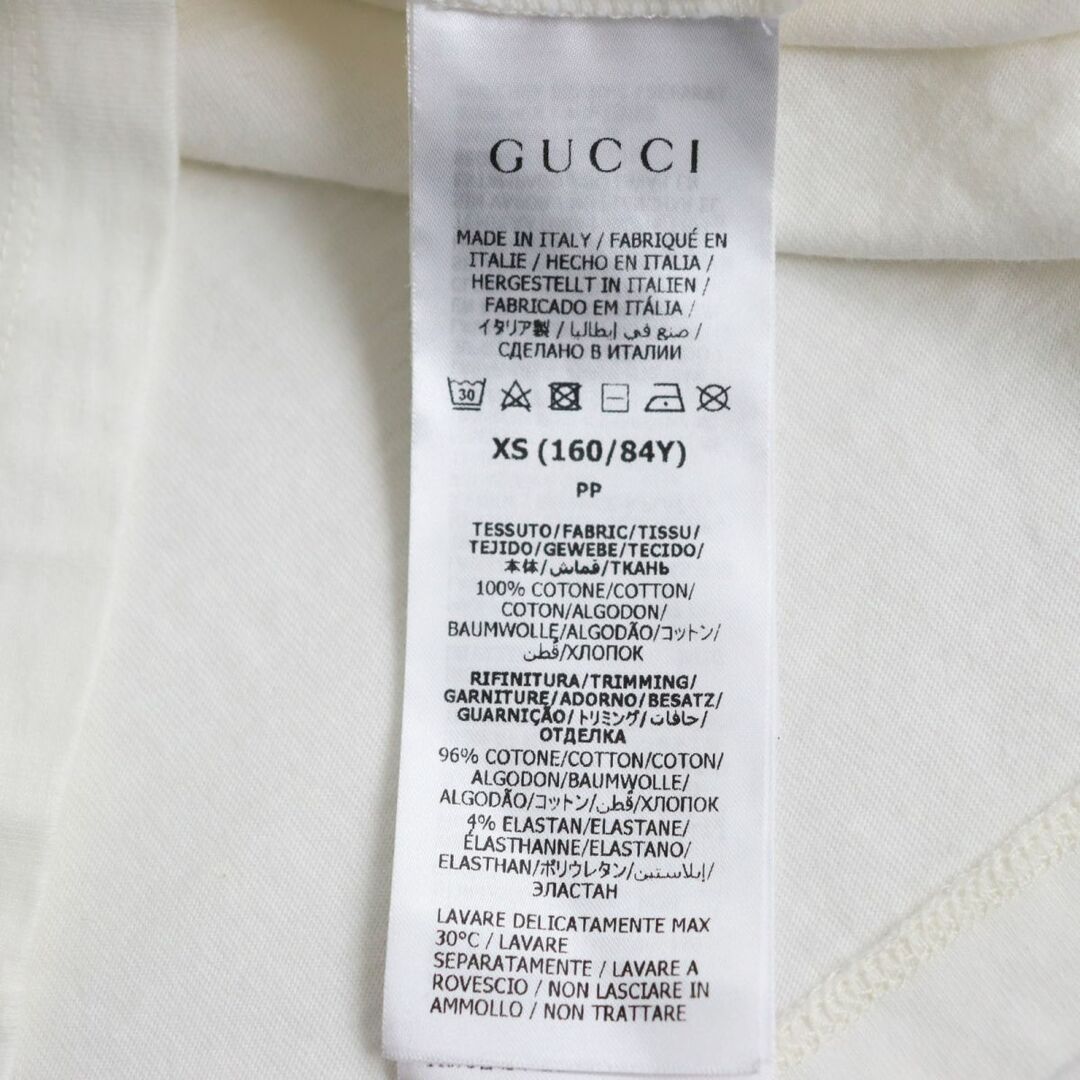 GUCCI
MADE IN ITALY / FABRIQUÉ EN
ITALIE / HECHO EN ITALIA /
HERGESTELLT IN ITALIEN /
FABRICADO EM ITÁLIA /
イタリア製 / صنع في إيطاليا /
СДЕЛАНО В ИТАЛИИ
30
XS (160/84Y)
PP
TESSUTO/FABRIC/TISSU/
TEJIDO/GEWEBE/TECIDO/
本体/قماش/ТКАНЬ
100% COTONE/COTTON/
COTON/ALGODON/
BAUMWOLLE/ALGODÃO/コットン/
قُطن/ХЛОПОК
RIFINITURA/TRIMMING/
GARNITURE/ADORNO/BESATZ/
GUARNIÇÃO/トリミング/حافات/
ОТДЕЛКА
96% COTONE/COTTON/COTON/
ALGODON/BAUMWOLLE/
ALGODÃO/コットン/قُطن/ХЛОПОК
4% ELASTAN/ELASTANE/
ÉLASTHANNE/ELASTANO/
ELASTHAN/ポリウレタン/إيلاستين/
ЭЛАСТАН
LAVARE DELICATAMENTE MAX
30°C / LAVARE
SEPARATAMENTE / LAVARE A
ROVESCIO / NON LASCIARE IN
AMMOLLO / NON TRATTARE